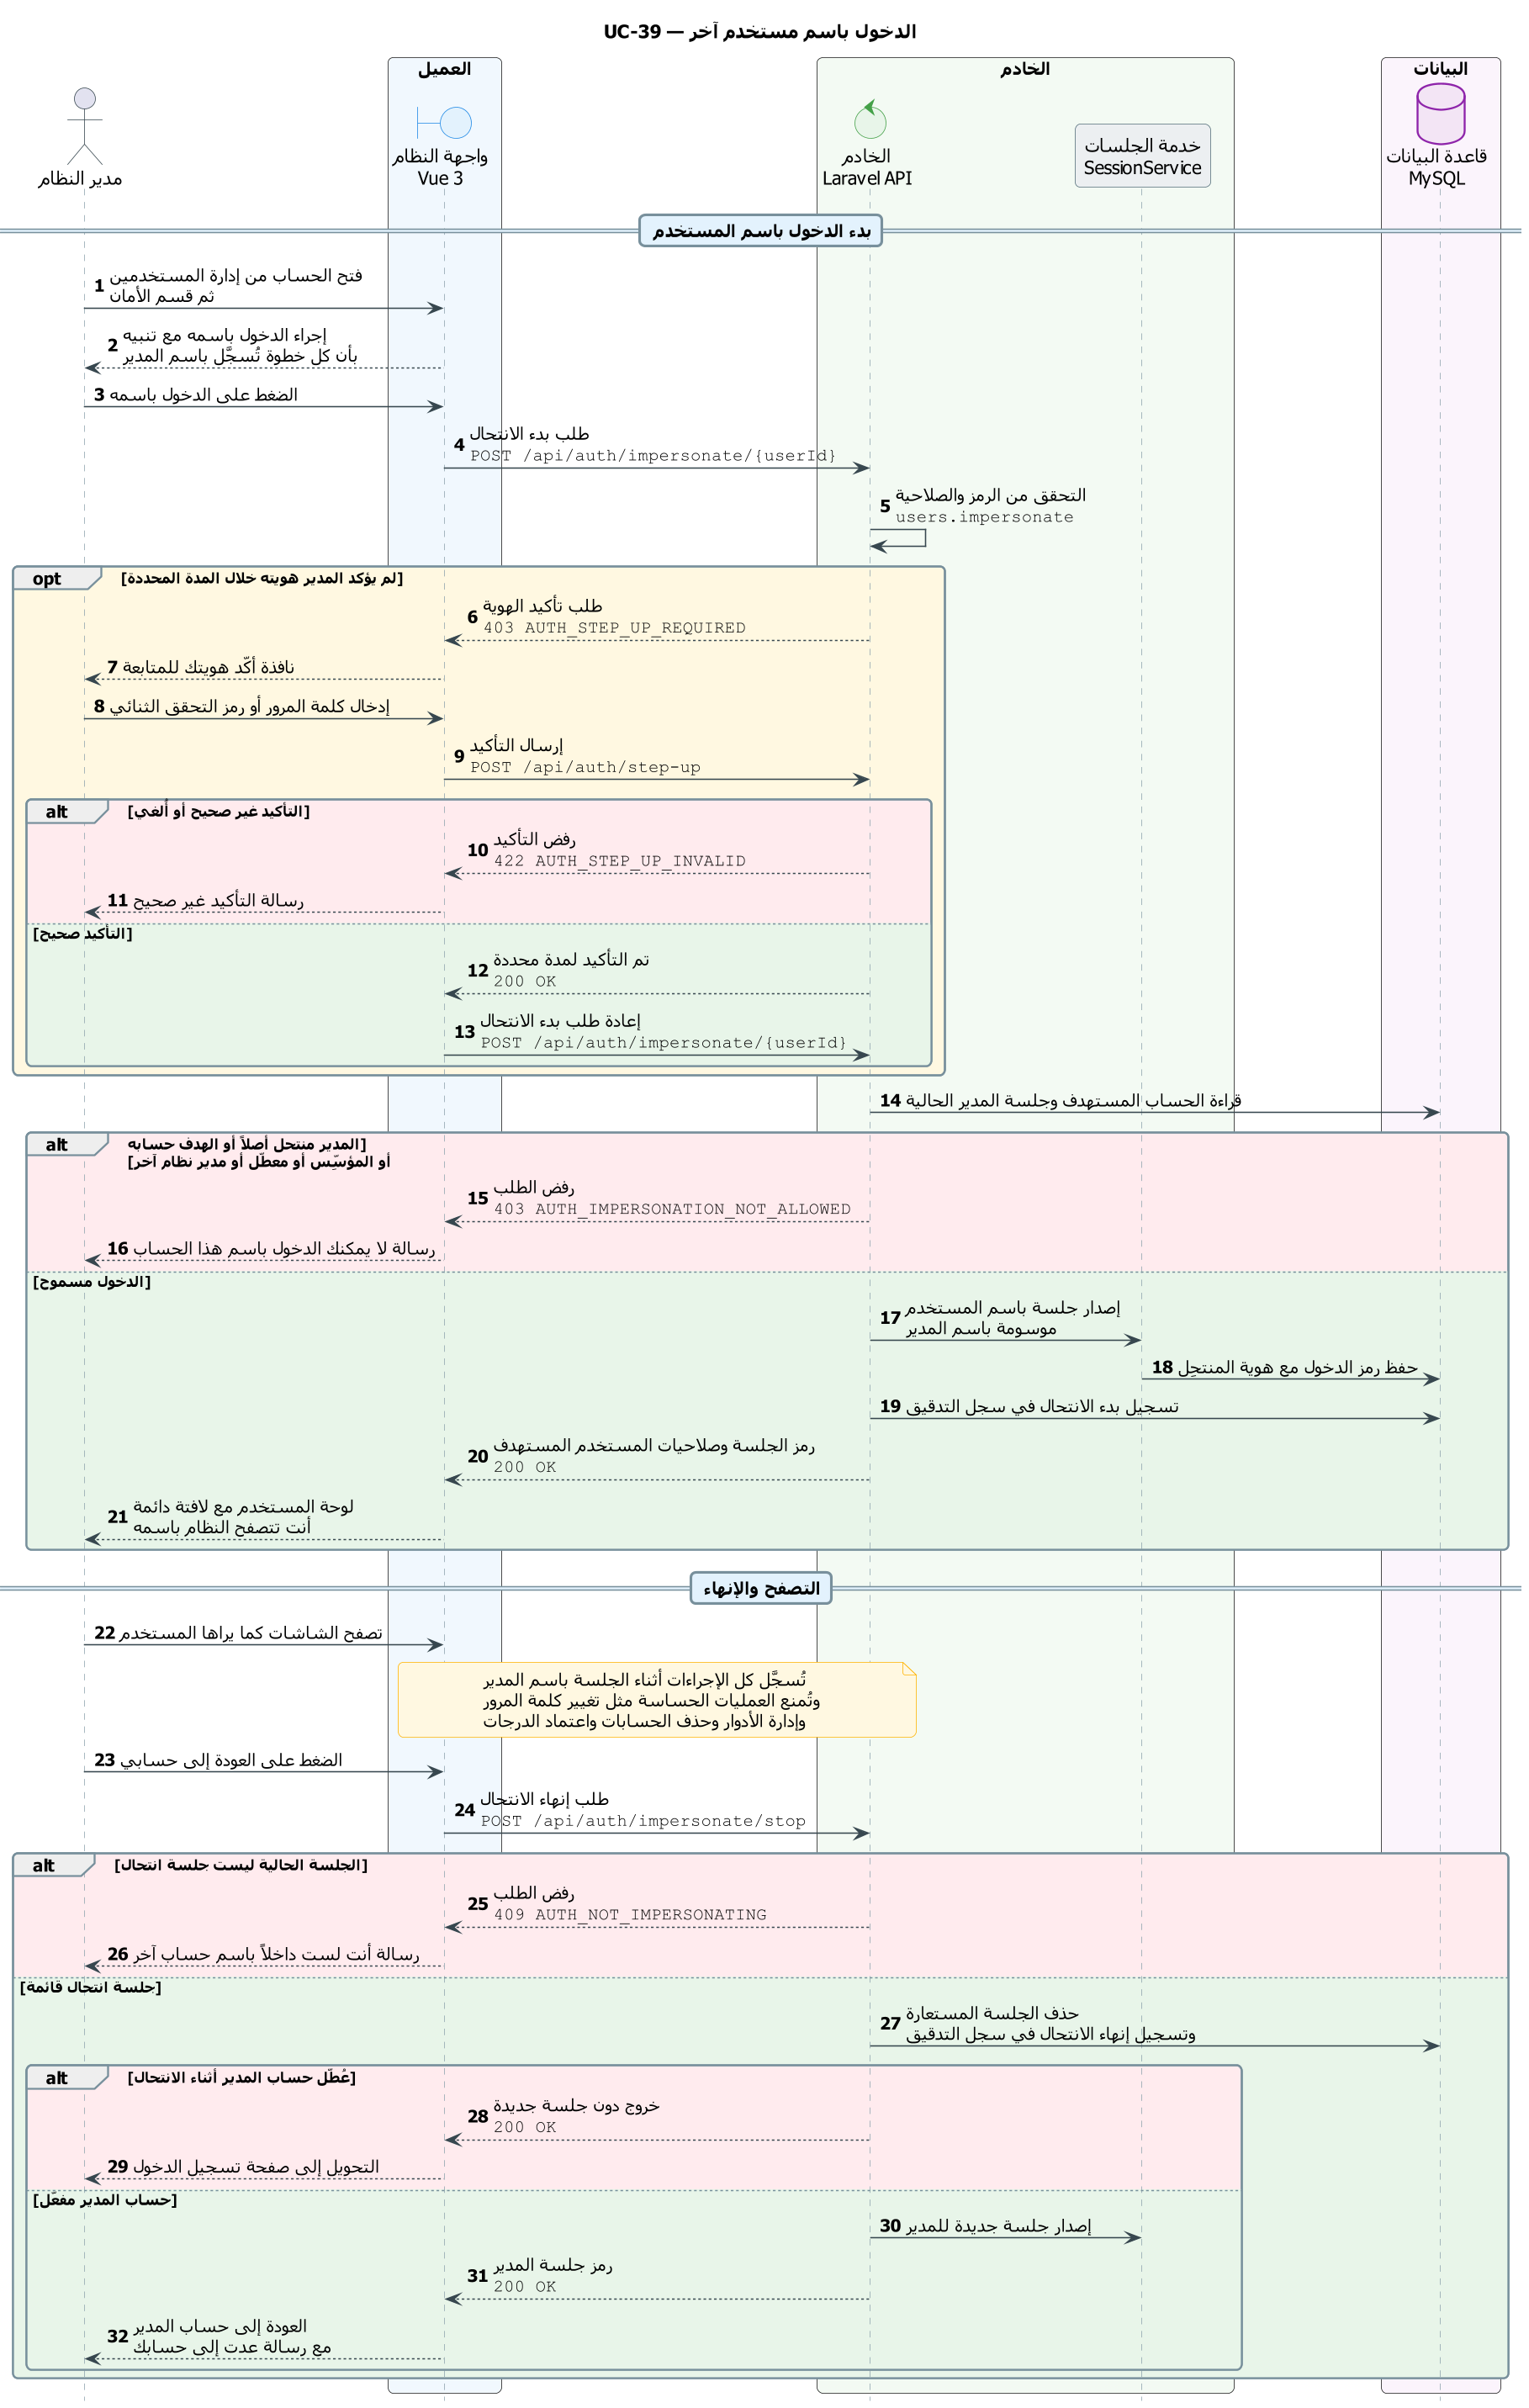 UC-39 — الدخول باسم مستخدم آخر
العميل
الخادم
البيانات
مدير النظام
واجهة النظام
Vue 3
الخادم
Laravel API
خدمة الجلسات
SessionService
قاعدة البيانات
MySQL
بدء الدخول باسم المستخدم
1 فتح الحساب من إدارة المستخدمين
ثم قسم الأمان
2 إجراء الدخول باسمه مع تنبيه
بأن كل خطوة تُسجَّل باسم المدير
3 الضغط على الدخول باسمه
4 طلب بدء الانتحال
POST /api/auth/impersonate/{userId}
5 التحقق من الرمز والصلاحية
users.impersonate
opt [لم يؤكد المدير هويته خلال المدة المحددة]
6 طلب تأكيد الهوية
403 AUTH_STEP_UP_REQUIRED
7 نافذة أكّد هويتك للمتابعة
8 إدخال كلمة المرور أو رمز التحقق الثنائي
9 إرسال التأكيد
POST /api/auth/step-up
alt [التأكيد غير صحيح أو أُلغي]
10 رفض التأكيد
422 AUTH_STEP_UP_INVALID
11 رسالة التأكيد غير صحيح
[التأكيد صحيح]
12 تم التأكيد لمدة محددة
200 OK
13 إعادة طلب بدء الانتحال
POST /api/auth/impersonate/{userId}
14 قراءة الحساب المستهدف وجلسة المدير الحالية
alt [المدير منتحل أصلاً أو الهدف حسابه
أو المؤسِّس أو معطّل أو مدير نظام آخر]
15 رفض الطلب
403 AUTH_IMPERSONATION_NOT_ALLOWED
16 رسالة لا يمكنك الدخول باسم هذا الحساب
[الدخول مسموح]
17 إصدار جلسة باسم المستخدم
موسومة باسم المدير
18 حفظ رمز الدخول مع هوية المنتحِل
19 تسجيل بدء الانتحال في سجل التدقيق
20 رمز الجلسة وصلاحيات المستخدم المستهدف
200 OK
21 لوحة المستخدم مع لافتة دائمة
أنت تتصفح النظام باسمه
التصفح والإنهاء
22 تصفح الشاشات كما يراها المستخدم
تُسجَّل كل الإجراءات أثناء الجلسة باسم المدير
وتُمنع العمليات الحساسة مثل تغيير كلمة المرور
وإدارة الأدوار وحذف الحسابات واعتماد الدرجات
23 الضغط على العودة إلى حسابي
24 طلب إنهاء الانتحال
POST /api/auth/impersonate/stop
alt [الجلسة الحالية ليست جلسة انتحال]
25 رفض الطلب
409 AUTH_NOT_IMPERSONATING
26 رسالة أنت لست داخلاً باسم حساب آخر
[جلسة انتحال قائمة]
27 حذف الجلسة المستعارة
وتسجيل إنهاء الانتحال في سجل التدقيق
alt [عُطّل حساب المدير أثناء الانتحال]
28 خروج دون جلسة جديدة
200 OK
29 التحويل إلى صفحة تسجيل الدخول
[حساب المدير مفعّل]
30 إصدار جلسة جديدة للمدير
31 رمز جلسة المدير
200 OK
32 العودة إلى حساب المدير
مع رسالة عدت إلى حسابك